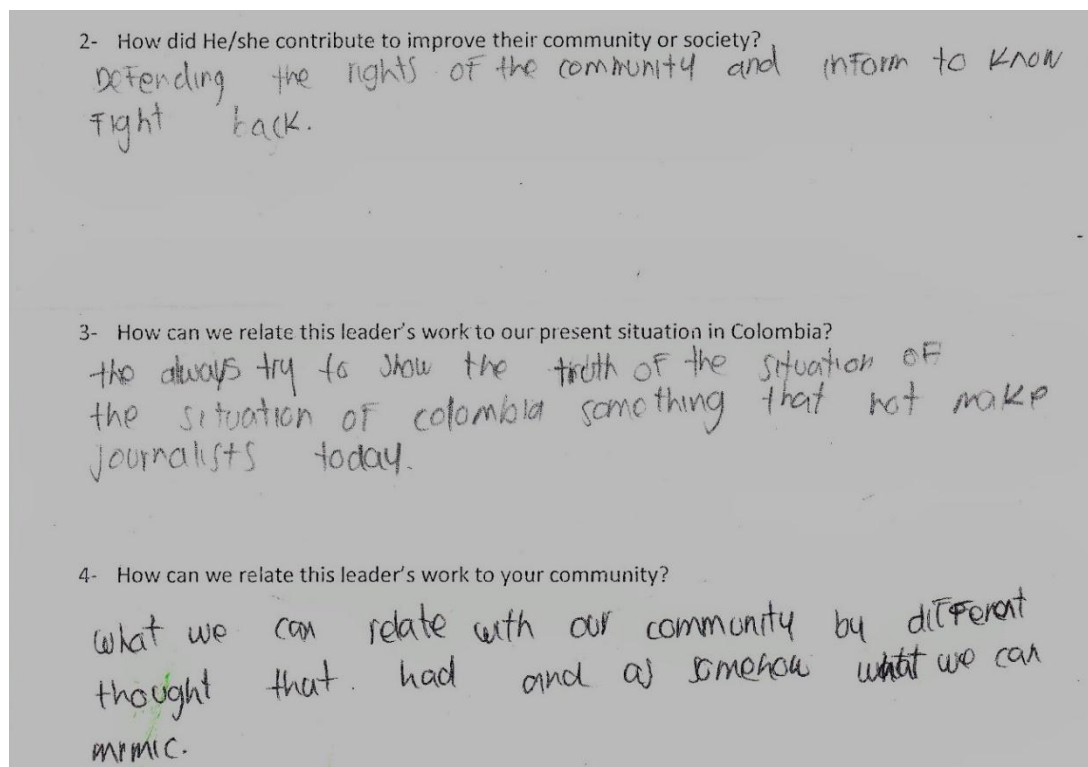 2- How did He/she contribute to improve their community or society?
Defending the rights of the community and inform to know
Fight back.
3- How can we relate this leader's work to our present situation in Colombia?
the always try to show the truth of the situation of
the situation of colombia something that not make
journalists today.
4- How can we relate this leader's work to your community?
what we can relate with our community by different
thought that. had and as somehow what we can
mimic.